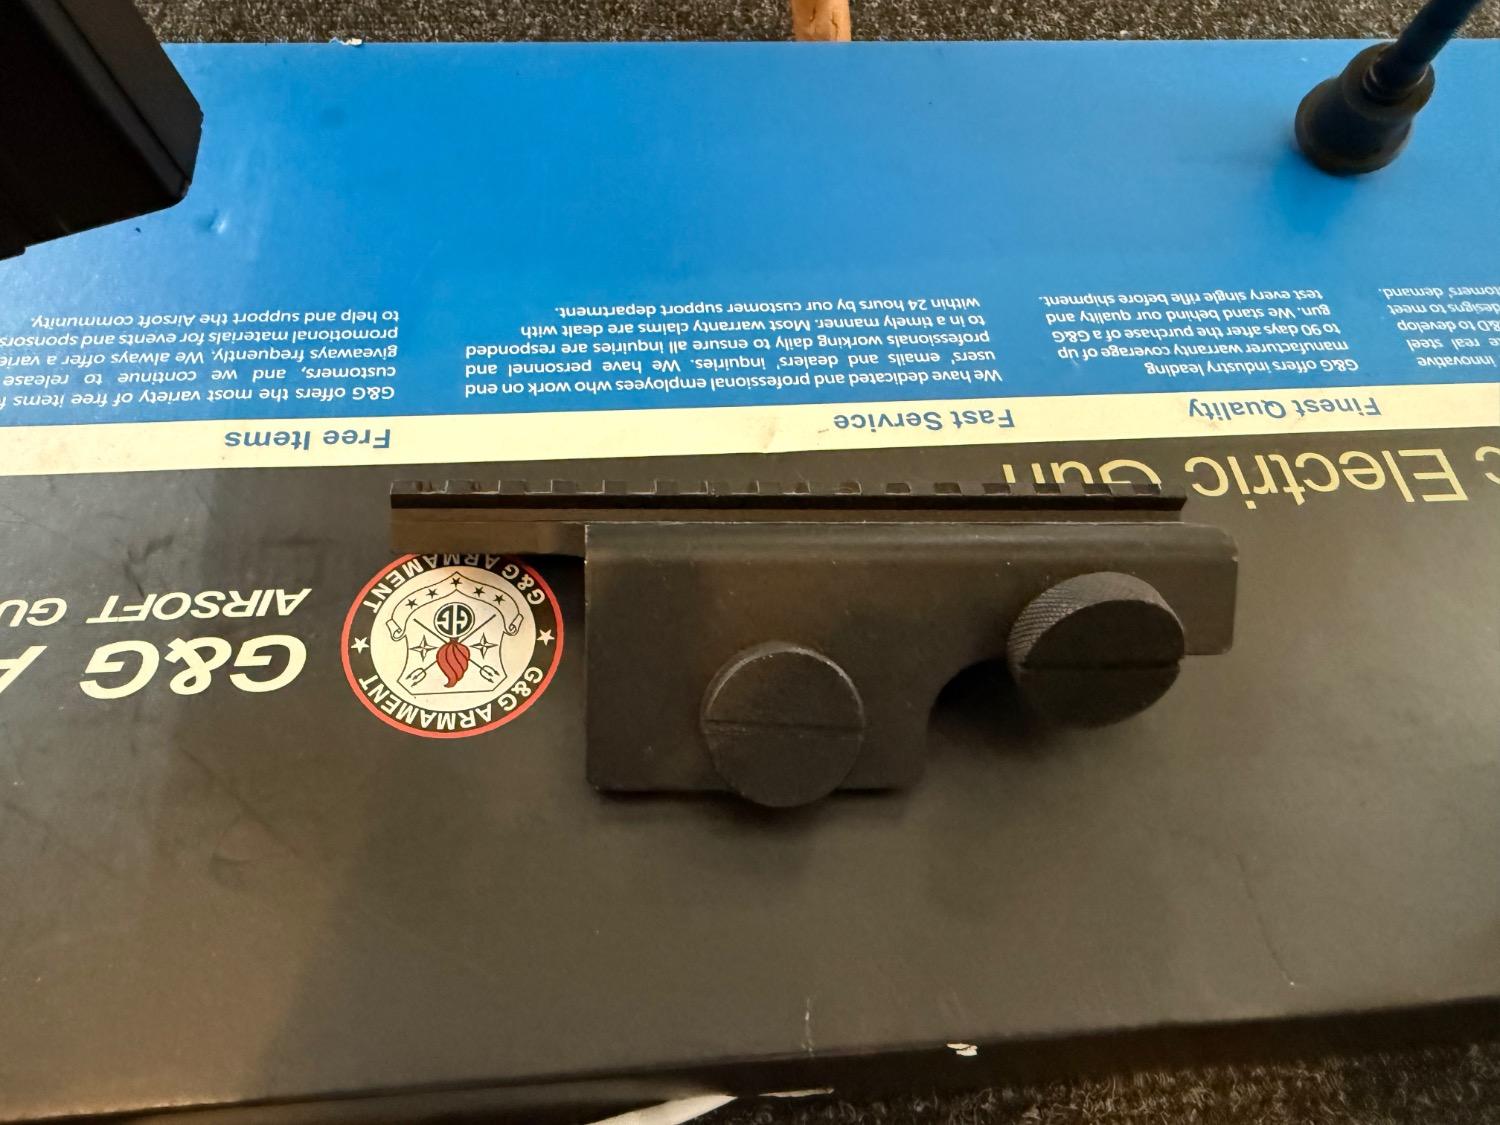 c Electric Gun
Finest Quality
G&G offers industry leading
manufacturer warranty coverage of up
to 90 days after the purchase of a G&G
gun. We stand behind our quality and
test every single rifle before shipment.
Fast Service
We have dedicated and professional employees who work on end
users' emails and dealers' inquiries. We have personnel and
professionals working daily to ensure all inquiries are responded
to in a timely manner. Most warranty claims are dealt with
within 24 hours by our customer support department.
Free Items
G&G offers the most variety of free items
customers, and we continue to release
giveaways frequently. We always offer a
promotional materials for events and sponsors
to help and support the Airsoft community.
innovative
real steel
to develop
designs to meet
demand.
G&G
AIRSOFT
G&G ARMAMENT
G&G ARMAMENT